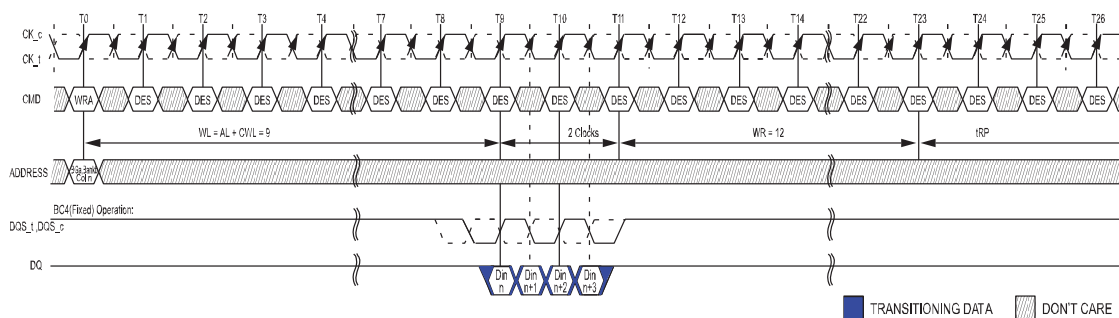 T0 T1 T2 T3 T4 T7 T8 T9 T10 T11 T12 T13 T14 T22 T23 T24 T25 T26
CK_c
CK_t
CMD WRA DES DES DES DES DES DES DES DES DES DES DES DES DES DES DES DES DES
WL = AL + CWL = 9 2 Clocks WR = 12 tRP
ADDRESS
Col n
BC4(Fixed) Operation:
DQS_t ,DQS_c
DQ Din n Din n+1 Din n+2 Din n+3
TRANSITIONING DATA DON'T CARE